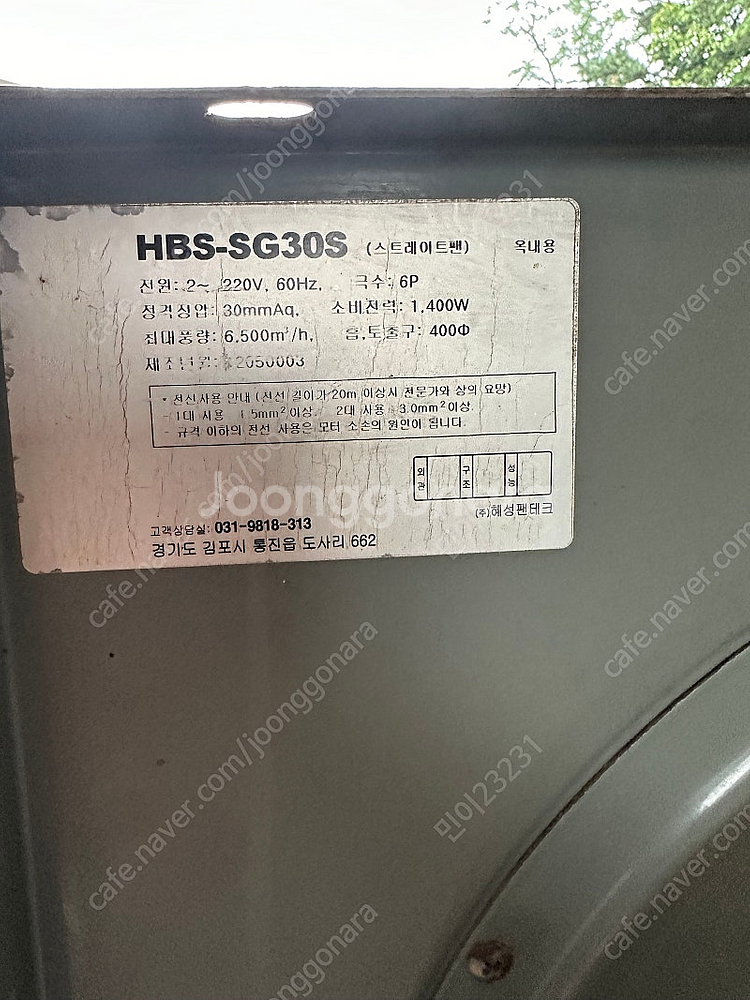 HBS-SG30S (스트레이트팬) 옥내용
전원: 2~ 220V, 60Hz, 극수: 6P
정격정압: 30mmAq, 소비전력: 1,400W
최대풍량: 6,500m³/h, 흡,토출구: 400Φ
제조년월: 2050003
• 전선사용 안내 (전선 길이가 20m 이상시 전문가와 상의 요망)
- 1대 사용 1.5mm² 이상, 2대 사용 3.0mm² 이상.
- 규격 이하의 전선 사용은 모터 소손의 원인이 됩니다.
외관 구조 성능
(주)혜성팬테크
고객상담실: 031-9818-313
경기도 김포시 통진읍 도사리 662
Joonggonara
cafe.naver.com/joonggonara
민이23231